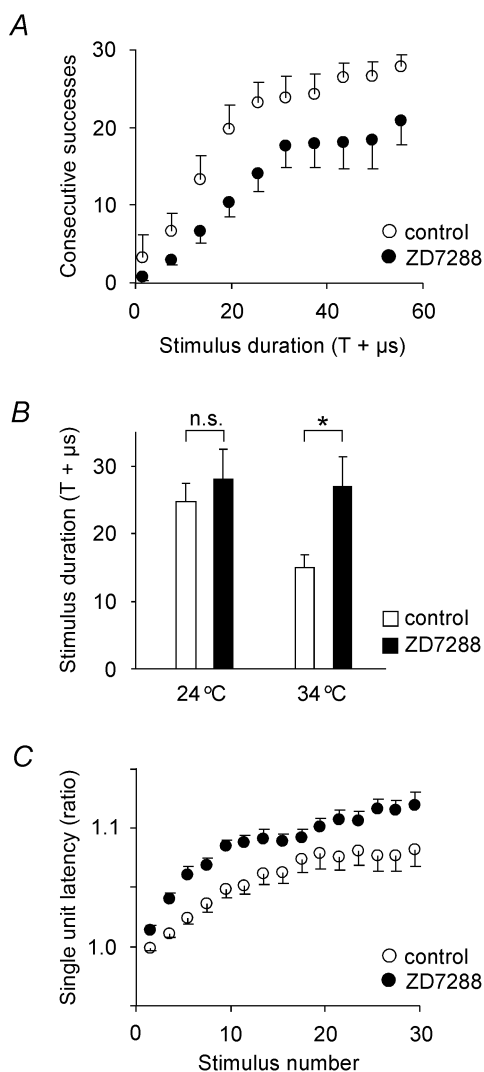 A
30
20
10
0
Consecutive successes
control
ZD7288
0 20 40 60
Stimulus duration (T + µs)
B
n.s. *
30
20
10
0
Stimulus duration (T + µs)
control
ZD7288
24 ºC 34 ºC
C
1.1
1.0
Single unit latency (ratio)
control
ZD7288
0 10 20 30
Stimulus number